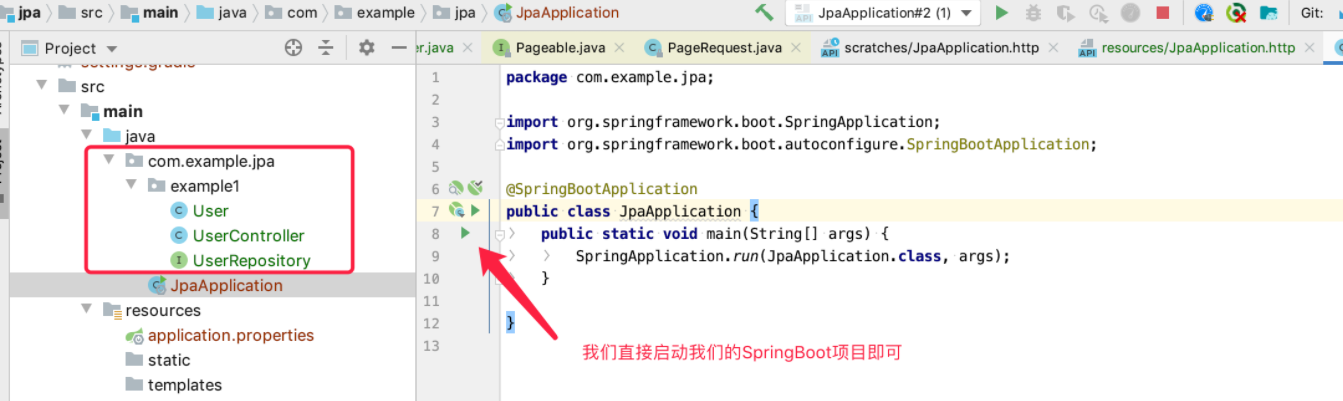 jpa src main java com example jpa JpaApplication JpaApplication#2 (1) Git:
Project er.java Pageable.java PageRequest.java scratches/JpaApplication.http resources/JpaApplication.http
src
main
java
com.example.jpa
example1
User
UserController
UserRepository
JpaApplication
resources
application.properties
static
templates
1 package com.example.jpa;
2
3 import org.springframework.boot.SpringApplication;
4 import org.springframework.boot.autoconfigure.SpringBootApplication;
5
6 @SpringBootApplication
7 public class JpaApplication {
8 public static void main(String[] args) {
9 SpringApplication.run(JpaApplication.class, args);
10 }
11
12 }
13
我们直接启动我们的SpringBoot项目即可